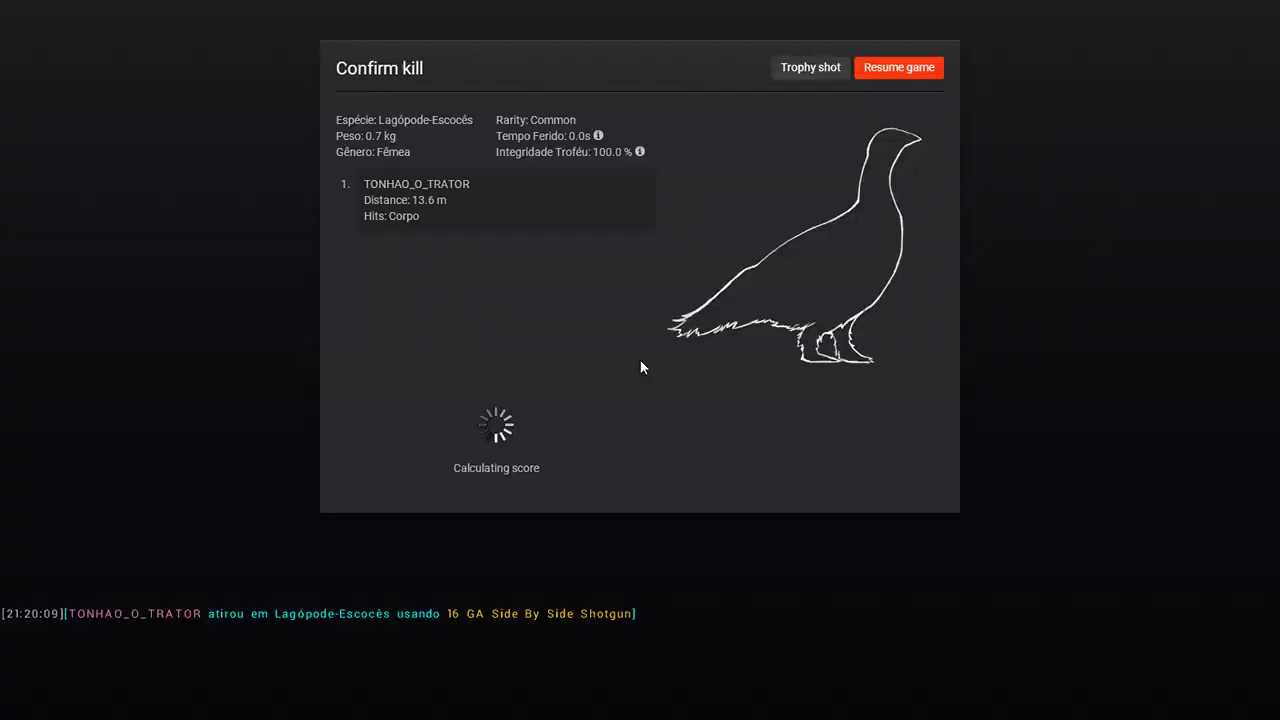 Confirm kill
Trophy shot
Resume game
Espécie: Lagópode-Escocês
Rarity: Common
Peso: 0.7 kg
Tempo Ferido: 0.0s
Gênero: Fêmea
Integridade Troféu: 100.0 %
1. TONHAO_O_TRATOR
Distance: 13.6 m
Hits: Corpo
Calculating score
[21:20:09][TONHAO_O_TRATOR atirou em Lagópode-Escocês usando 16 GA Side By Side Shotgun]